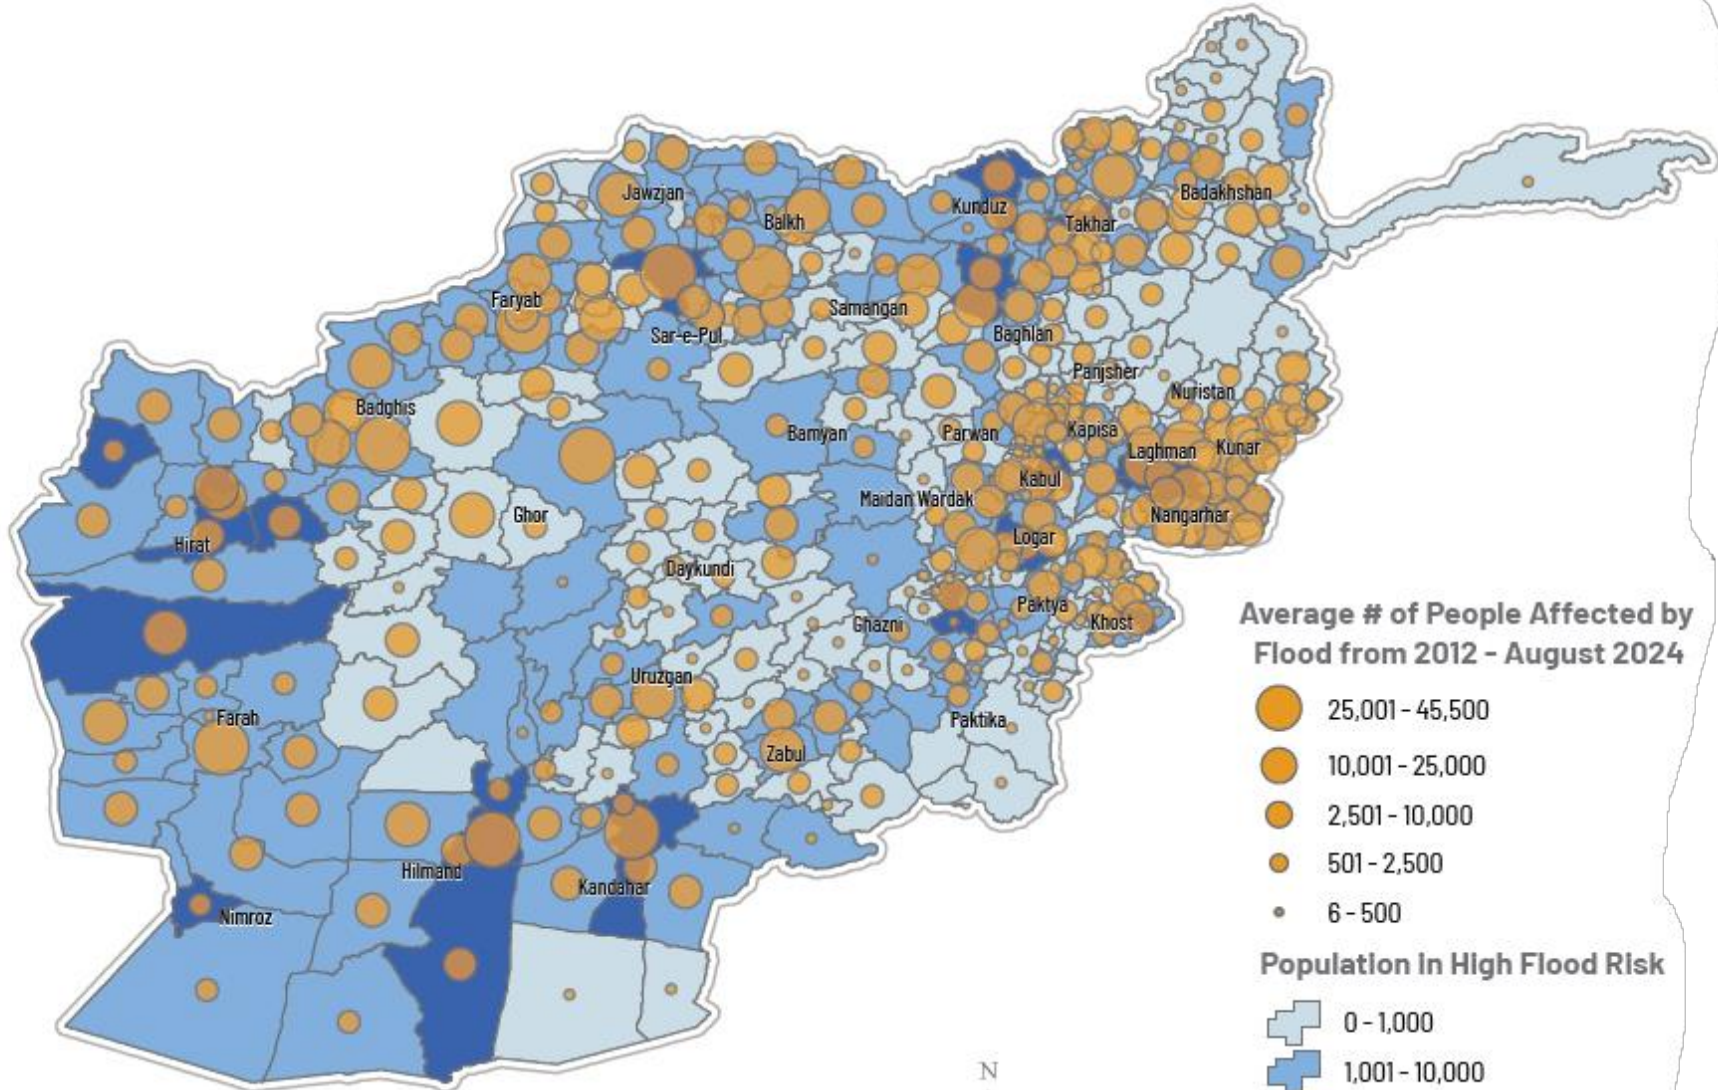 Jawzjan
Balkh
Kunduz
Takhar
Badakhshan
Faryab
Sar-e-Pul
Samangan
Baghlan
Panjsher
Nuristan
Badghis
Bamyan
Parwan
Kapisa
Laghman
Kunar
Kabul
Maidan Wardak
Nangarhar
Ghor
Hirat
Logar
Daykundi
Paktya
Khost
Ghazni
Uruzgan
Farah
Paktika
Zabul
Hilmand
Kandahar
Nimroz
N
Average # of People Affected by
Flood from 2012 - August 2024
25,001 - 45,500
10,001 - 25,000
2,501 - 10,000
501 - 2,500
6 - 500
Population in High Flood Risk
0 - 1,000
1,001 - 10,000